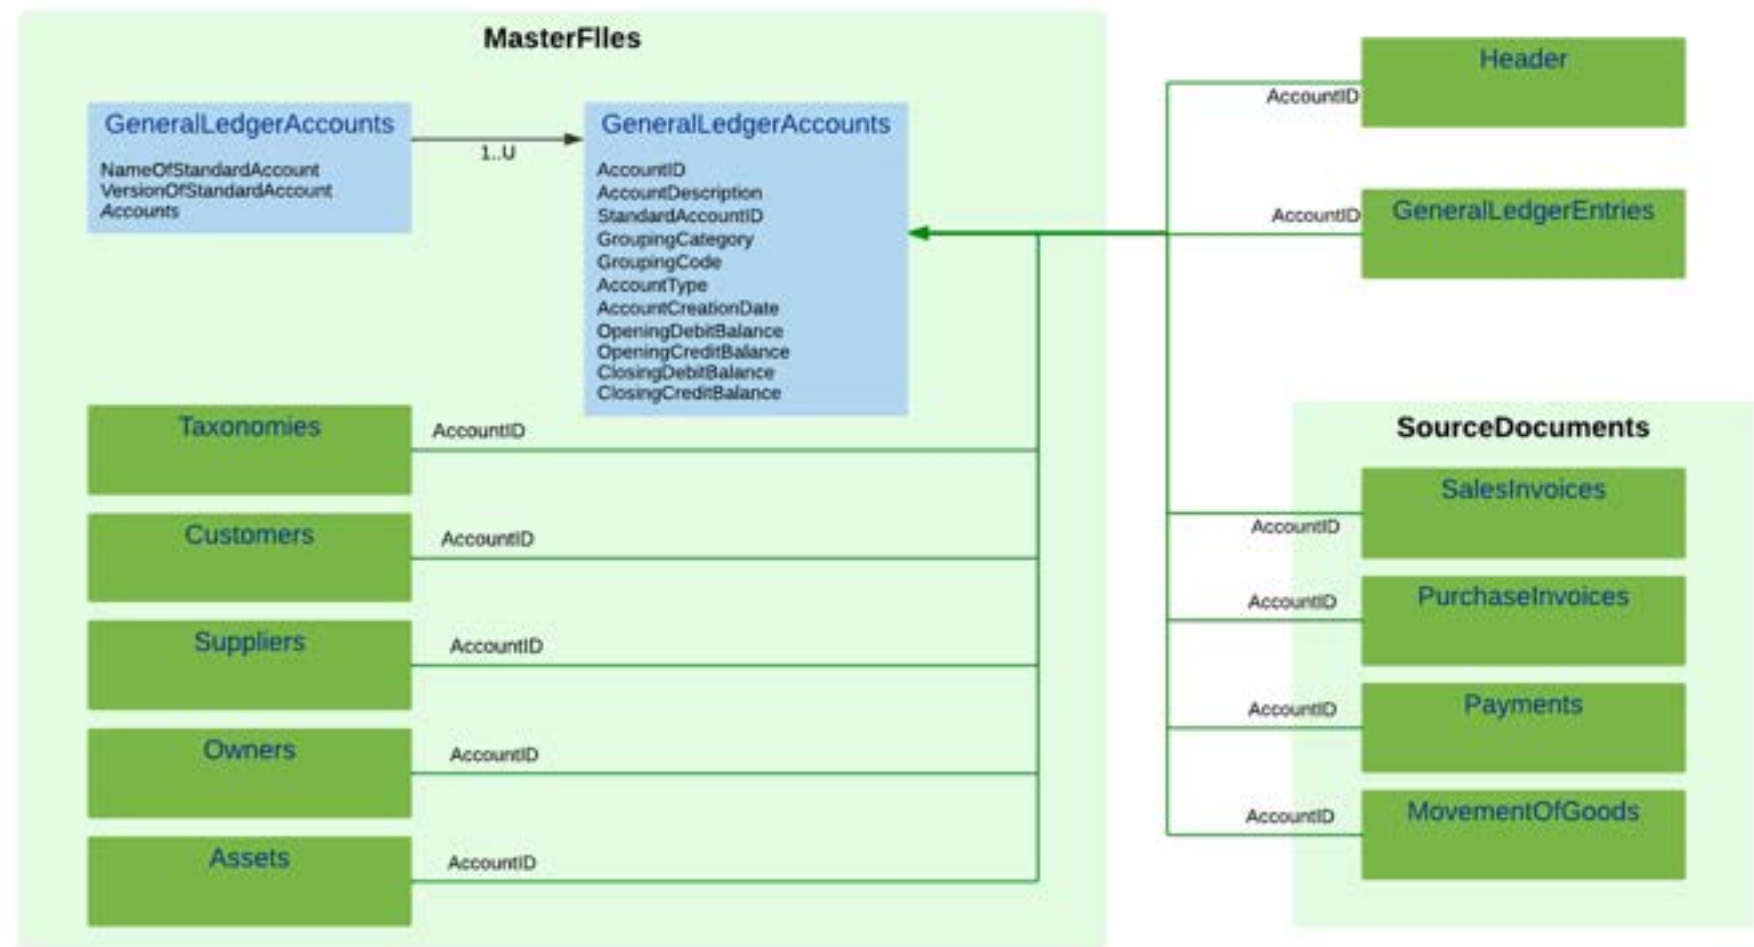 MasterFIles
GeneralLedgerAccounts
NameOfStandardAccount
VersionOfStandardAccount
Accounts
1..U
GeneralLedgerAccounts
AccountID
AccountDescription
StandardAccountID
GroupingCategory
GroupingCode
AccountType
AccountCreationDate
OpeningDebitBalance
OpeningCreditBalance
ClosingDebitBalance
ClosingCreditBalance
Taxonomies
AccountID
Customers
AccountID
Suppliers
AccountID
Owners
AccountID
Assets
AccountID
Header
AccountID
GeneralLedgerEntries
AccountID
SourceDocuments
SalesInvoices
AccountID
PurchaseInvoices
AccountID
Payments
AccountID
MovementOfGoods
AccountID